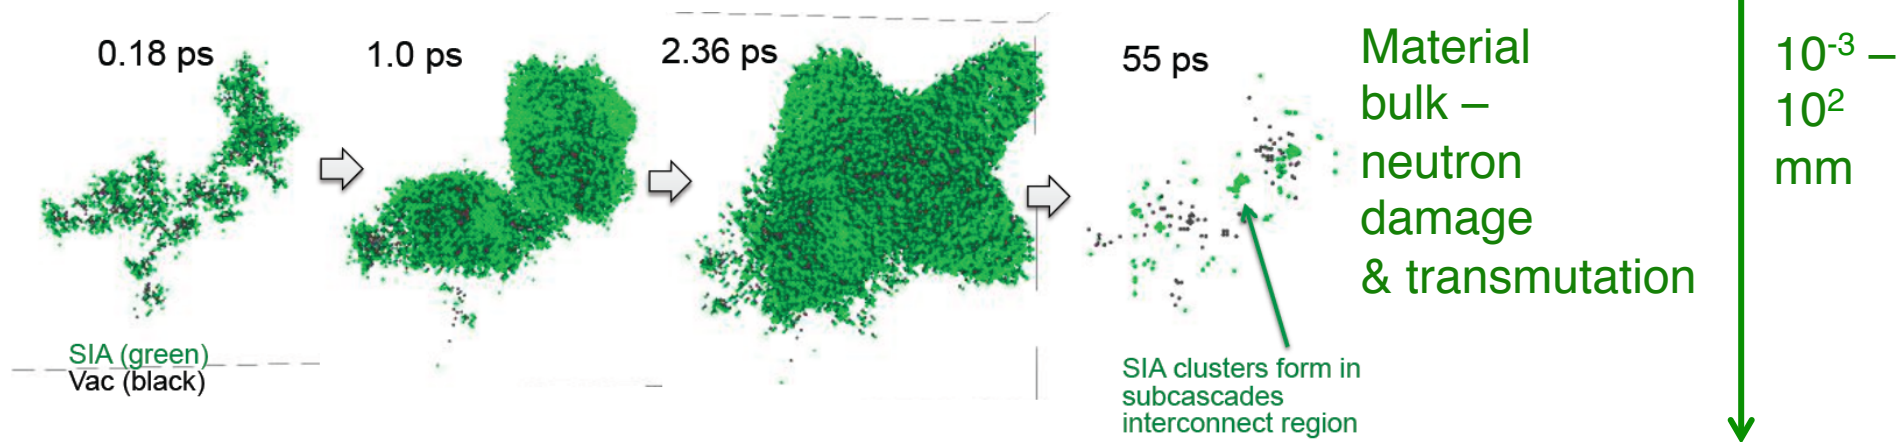 0.18 ps
1.0 ps
2.36 ps
55 ps
SIA (green)
Vac (black)
SIA clusters form in
subcascades
interconnect region
Material
bulk –
neutron
damage
& transmutation
10⁻³ –
10²
mm